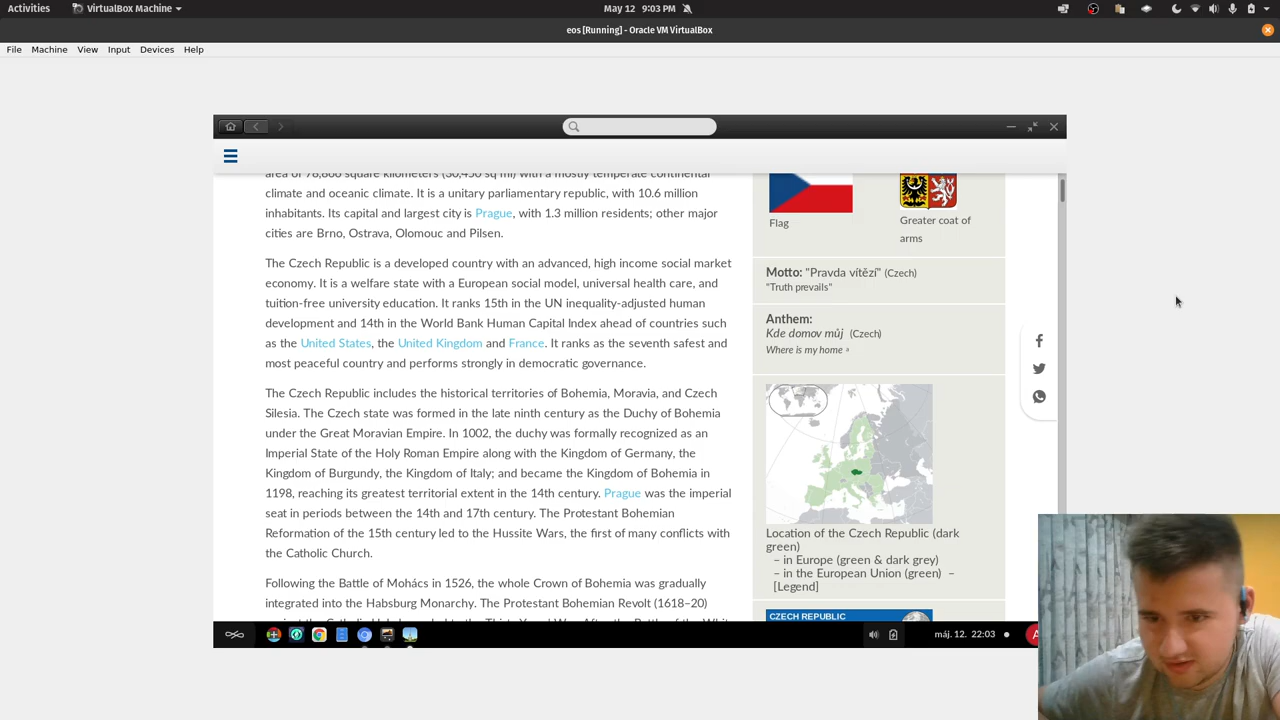 Activities
VirtualBox Machine
May 12 9:03 PM
eos [Running] - Oracle VM VirtualBox
File Machine View Input Devices Help
climate and oceanic climate. It is a unitary parliamentary republic, with 10.6 million
inhabitants. Its capital and largest city is Prague, with 1.3 million residents; other major
cities are Brno, Ostrava, Olomouc and Pilsen.
The Czech Republic is a developed country with an advanced, high income social market
economy. It is a welfare state with a European social model, universal health care, and
tuition-free university education. It ranks 15th in the UN inequality-adjusted human
development and 14th in the World Bank Human Capital Index ahead of countries such
as the United States, the United Kingdom and France. It ranks as the seventh safest and
most peaceful country and performs strongly in democratic governance.
The Czech Republic includes the historical territories of Bohemia, Moravia, and Czech
Silesia. The Czech state was formed in the late ninth century as the Duchy of Bohemia
under the Great Moravian Empire. In 1002, the duchy was formally recognized as an
Imperial State of the Holy Roman Empire along with the Kingdom of Germany, the
Kingdom of Burgundy, the Kingdom of Italy; and became the Kingdom of Bohemia in
1198, reaching its greatest territorial extent in the 14th century. Prague was the imperial
seat in periods between the 14th and 17th century. The Protestant Bohemian
Reformation of the 15th century led to the Hussite Wars, the first of many conflicts with
the Catholic Church.
Following the Battle of Mohács in 1526, the whole Crown of Bohemia was gradually
integrated into the Habsburg Monarchy. The Protestant Bohemian Revolt (1618–20)
Flag
Greater coat of
arms
Motto: "Pravda vítězí" (Czech)
"Truth prevails"
Anthem:
Kde domov můj (Czech)
Where is my home a
Location of the Czech Republic (dark
green)
– in Europe (green & dark grey)
– in the European Union (green) –
[Legend]
CZECH REPUBLIC
máj. 12. 22:03